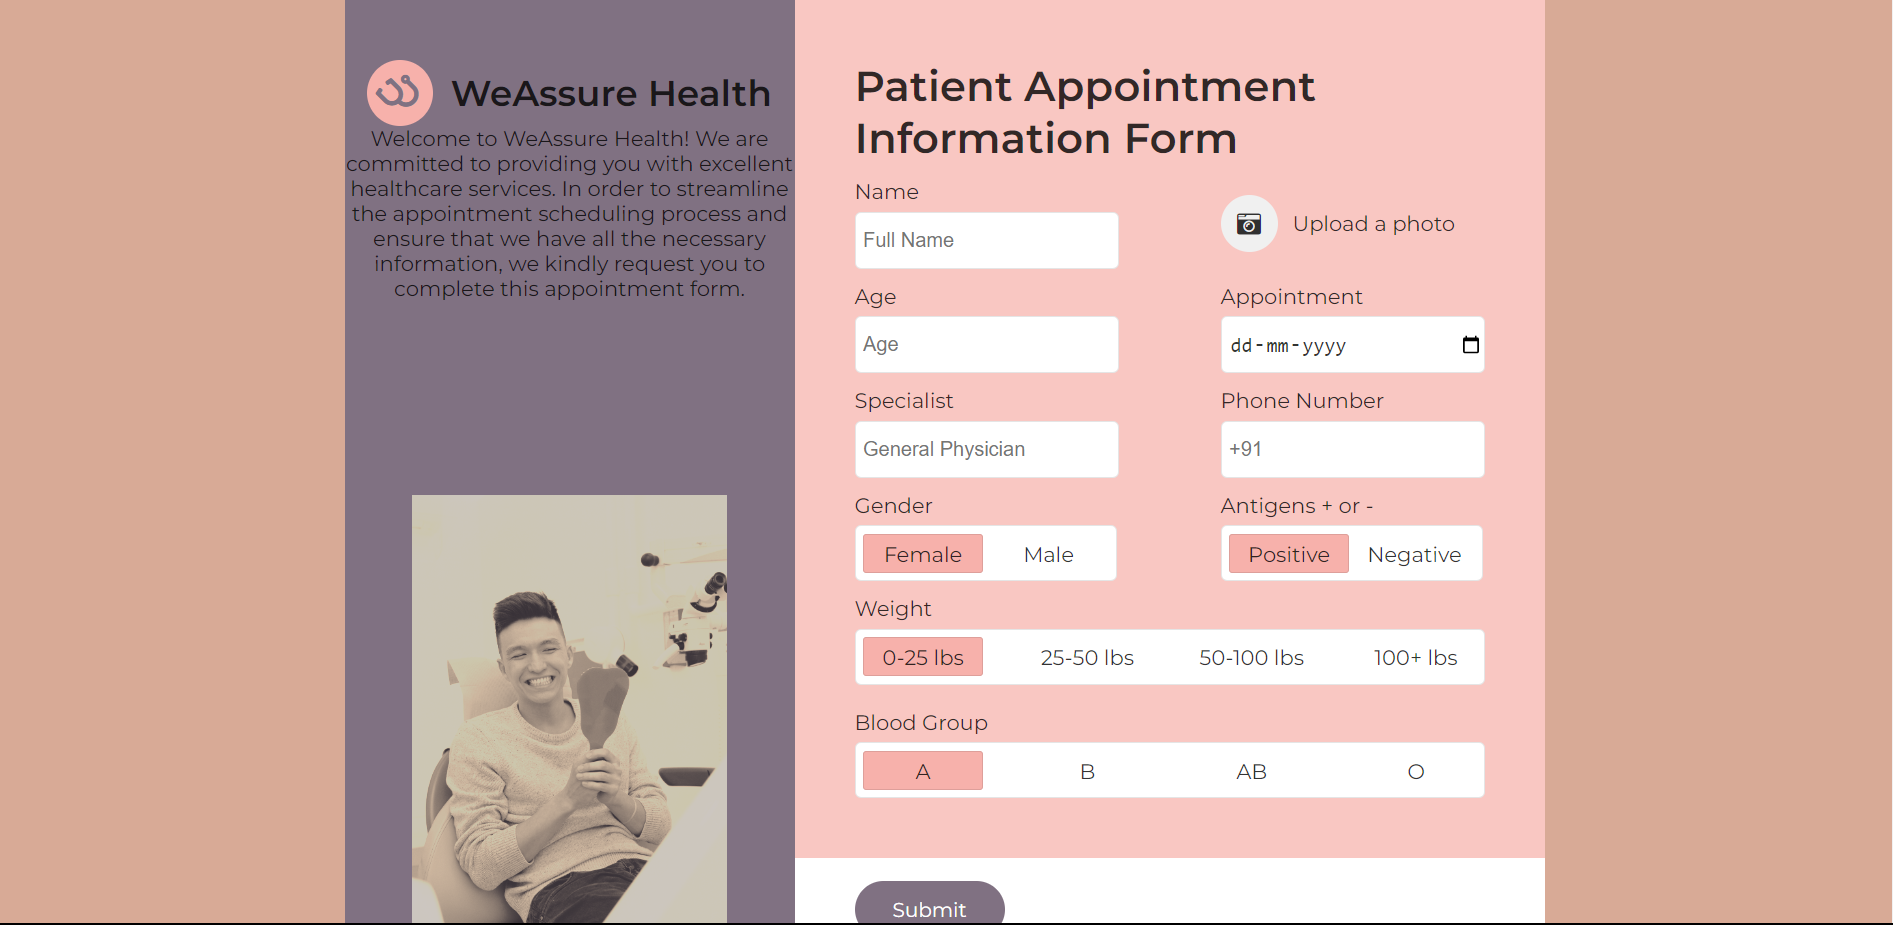 WeAssure Health
Welcome to WeAssure Health! We are
committed to providing you with excellent
healthcare services. In order to streamline
the appointment scheduling process and
ensure that we have all the necessary
information, we kindly request you to
complete this appointment form.
Patient Appointment
Information Form
Name
Full Name
Upload a photo
Age
Age
Appointment
dd-mm-yyyy
Specialist
General Physician
Phone Number
+91
Gender
Female Male
Antigens + or -
Positive Negative
Weight
0-25 lbs 25-50 lbs 50-100 lbs 100+ lbs
Blood Group
A B AB O
Submit